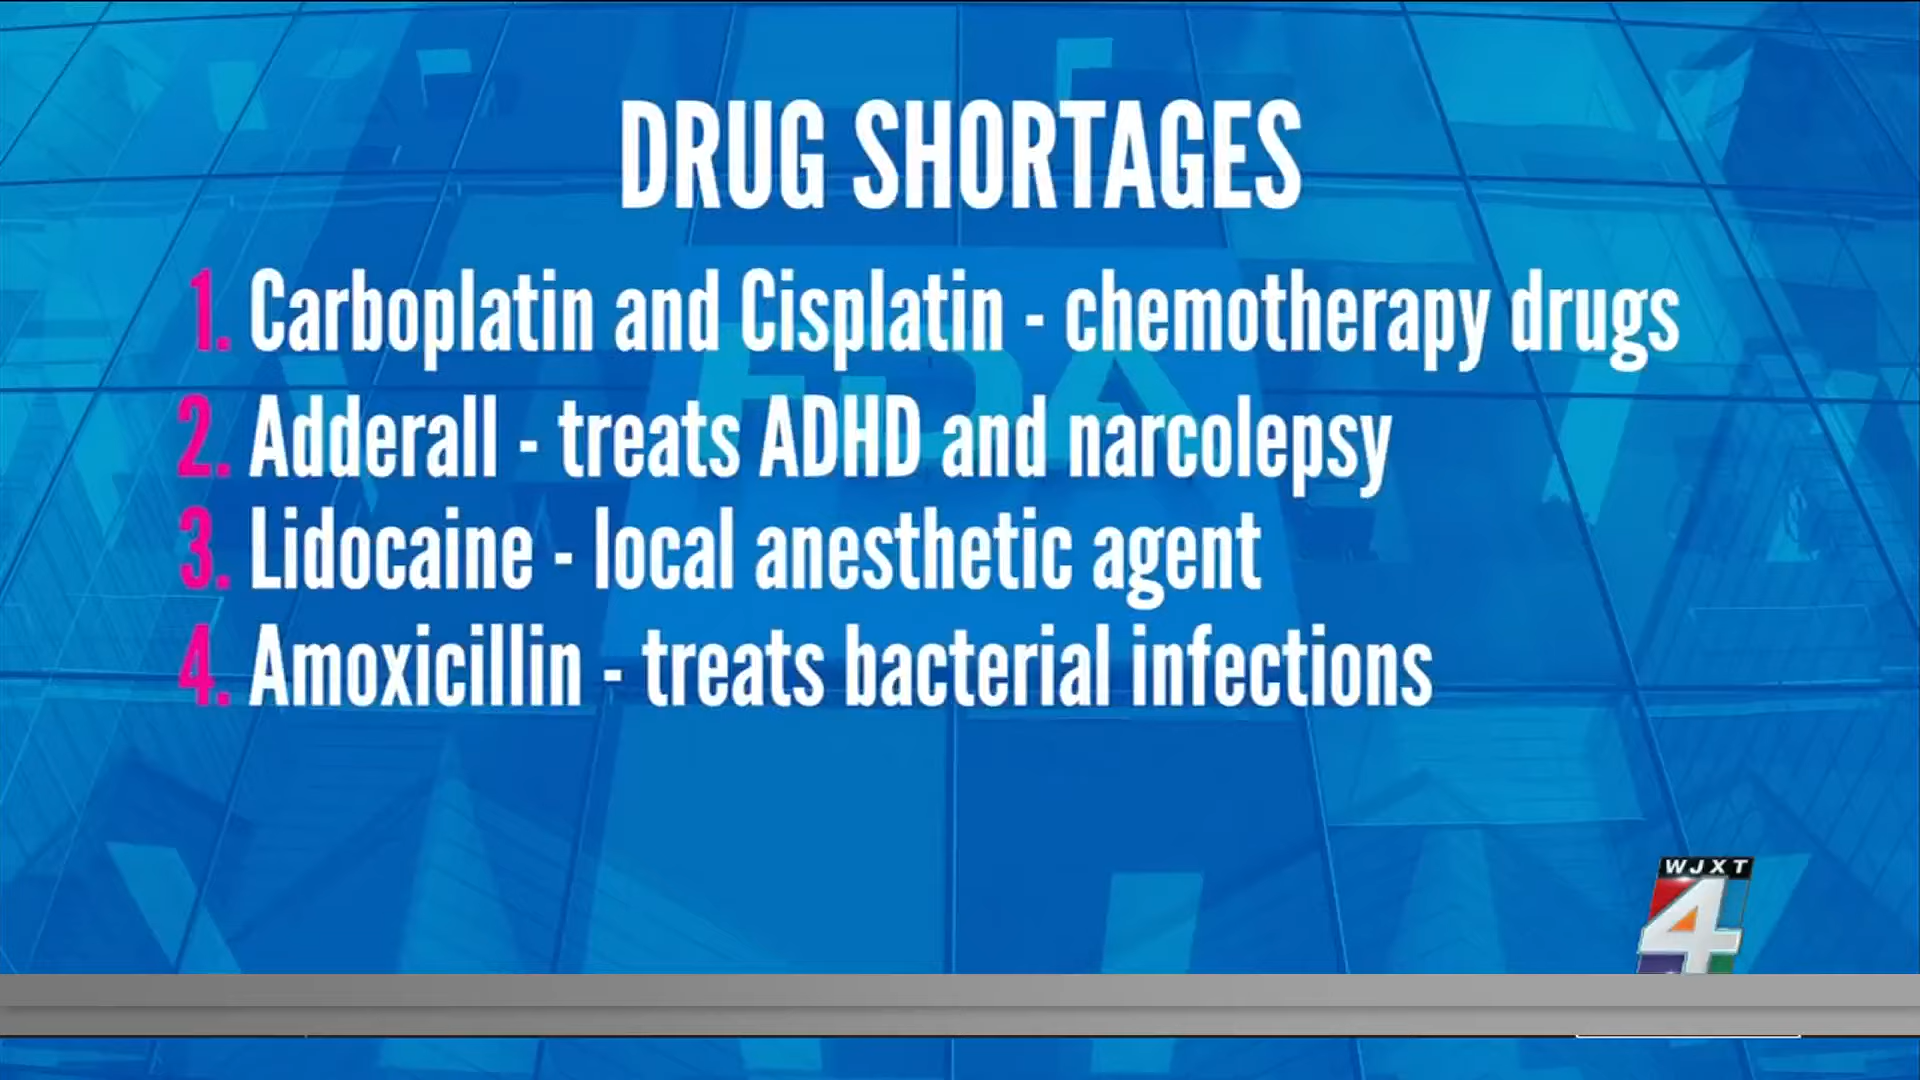 DRUG SHORTAGES
1. Carboplatin and Cisplatin - chemotherapy drugs
2. Adderall - treats ADHD and narcolepsy
3. Lidocaine - local anesthetic agent
4. Amoxicillin - treats bacterial infections
FDA
WJXT
4